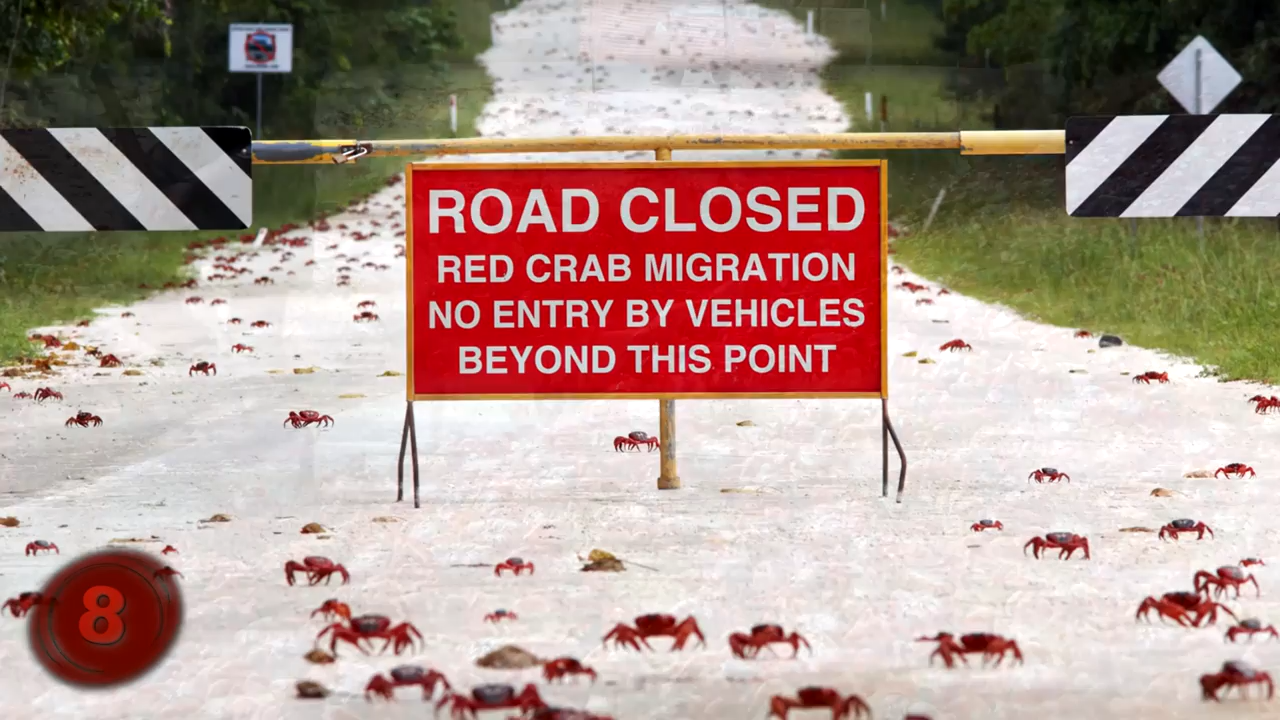 ROAD CLOSED
RED CRAB MIGRATION
NO ENTRY BY VEHICLES
BEYOND THIS POINT
8